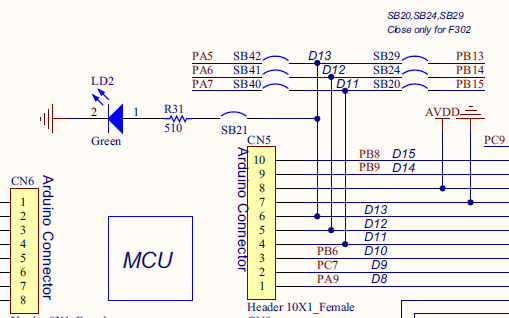 SB20,SB24,SB29
Close only for F302
PA5 SB42 D13 SB29 PB13
PA6 SB41 D12 SB24 PB14
PA7 SB40 D11 SB20 PB15
LD2
2 1 R31
510
Green
SB21
AVDD
CN5
PC9
10 PB8 D15
9 PB9 D14
8
7
6 D13
5 D12
4 D11
3 PB6 D10
2 PC7 D9
1 PA9 D8
Arduino Connector
Header 10X1_Female
CN6
1
2
3
4
5
6
7
8
Arduino Connector
MCU